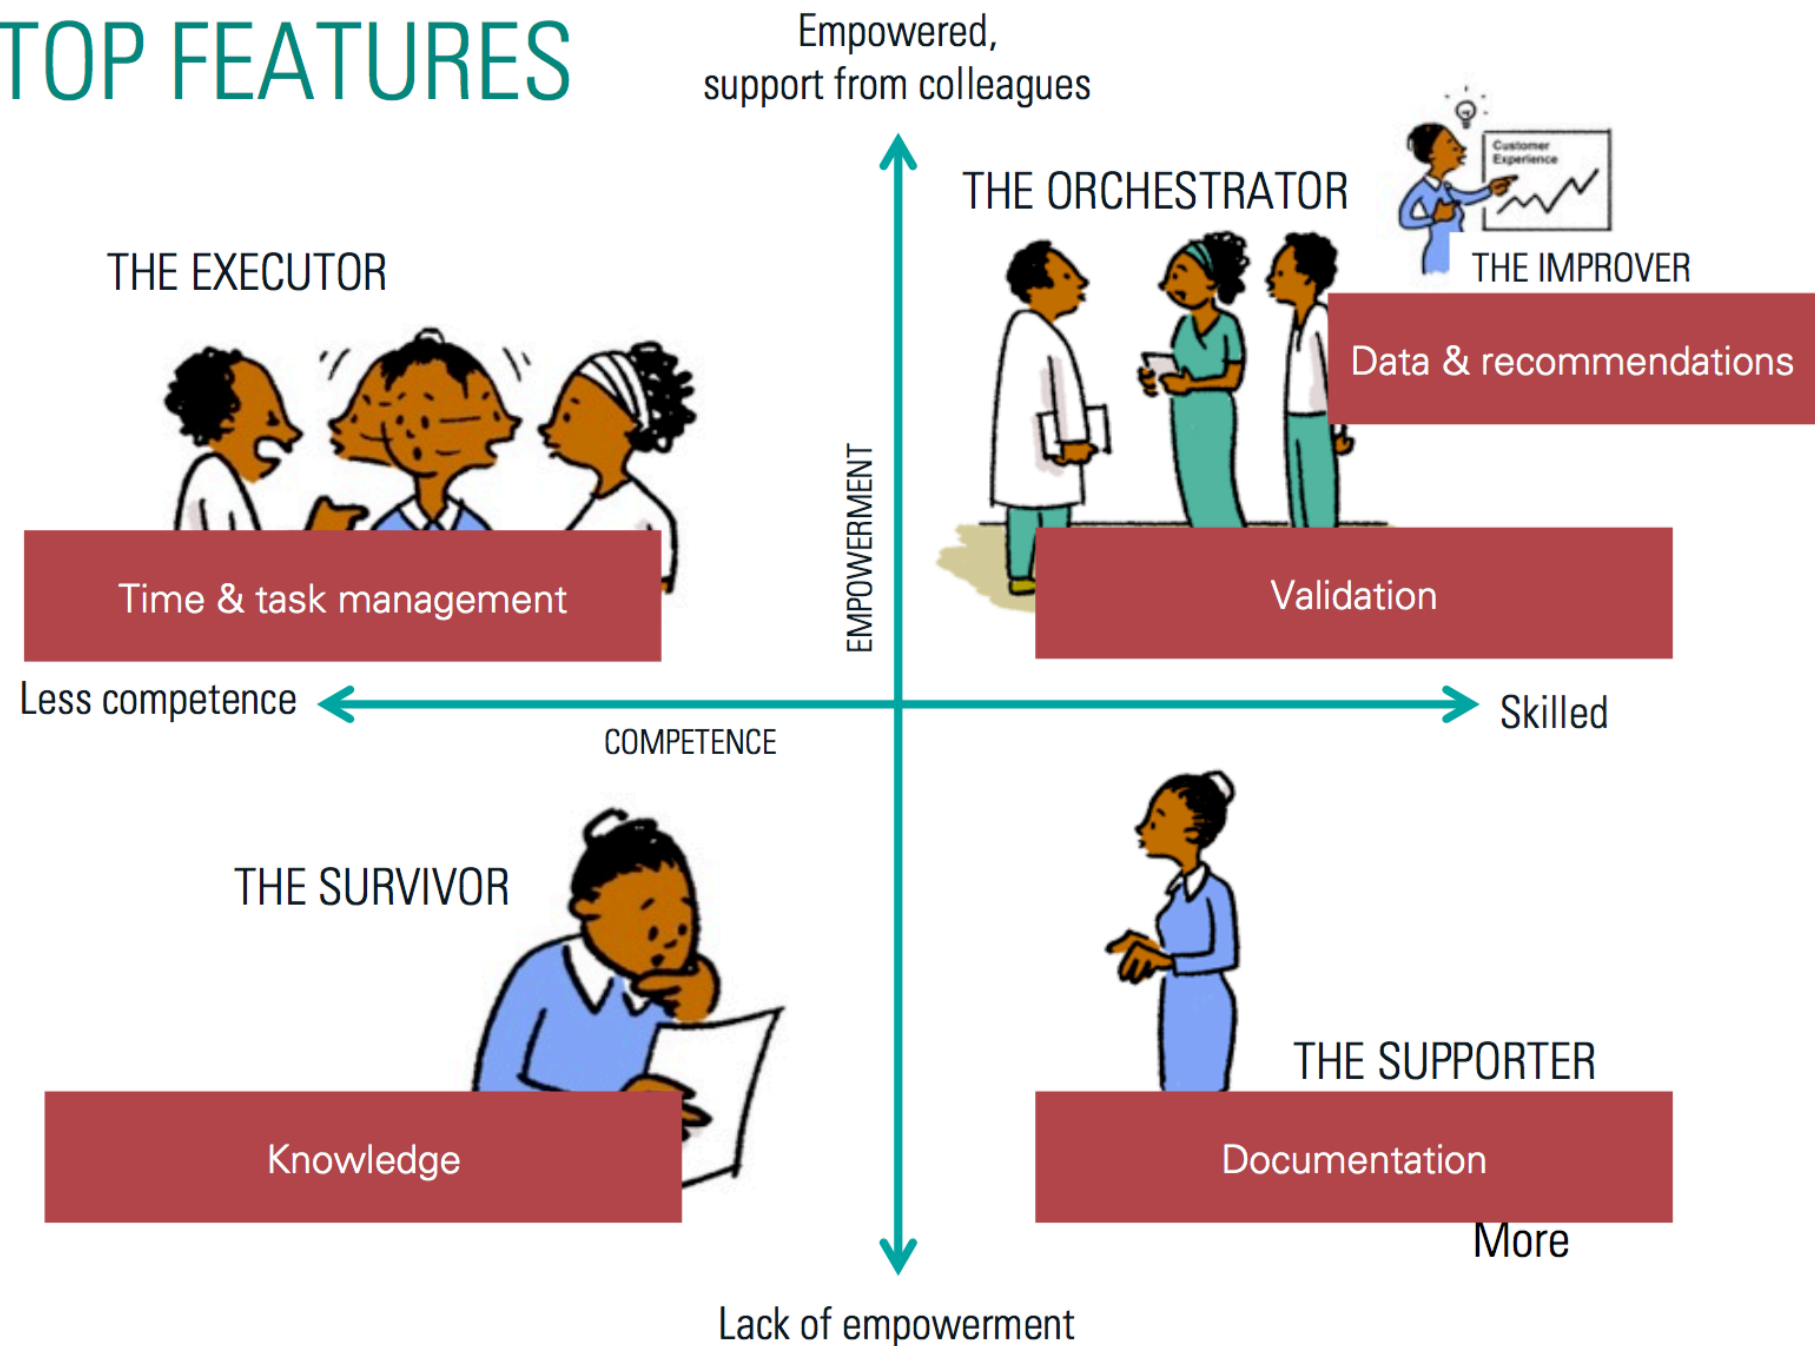 TOP FEATURES
Empowered,
support from colleagues
THE ORCHESTRATOR
Customer
Experience
THE IMPROVER
Data & recommendations
THE EXECUTOR
Time & task management
EMPOWERMENT
Validation
Less competence
Skilled
COMPETENCE
THE SURVIVOR
Knowledge
THE SUPPORTER
Documentation
More
Lack of empowerment